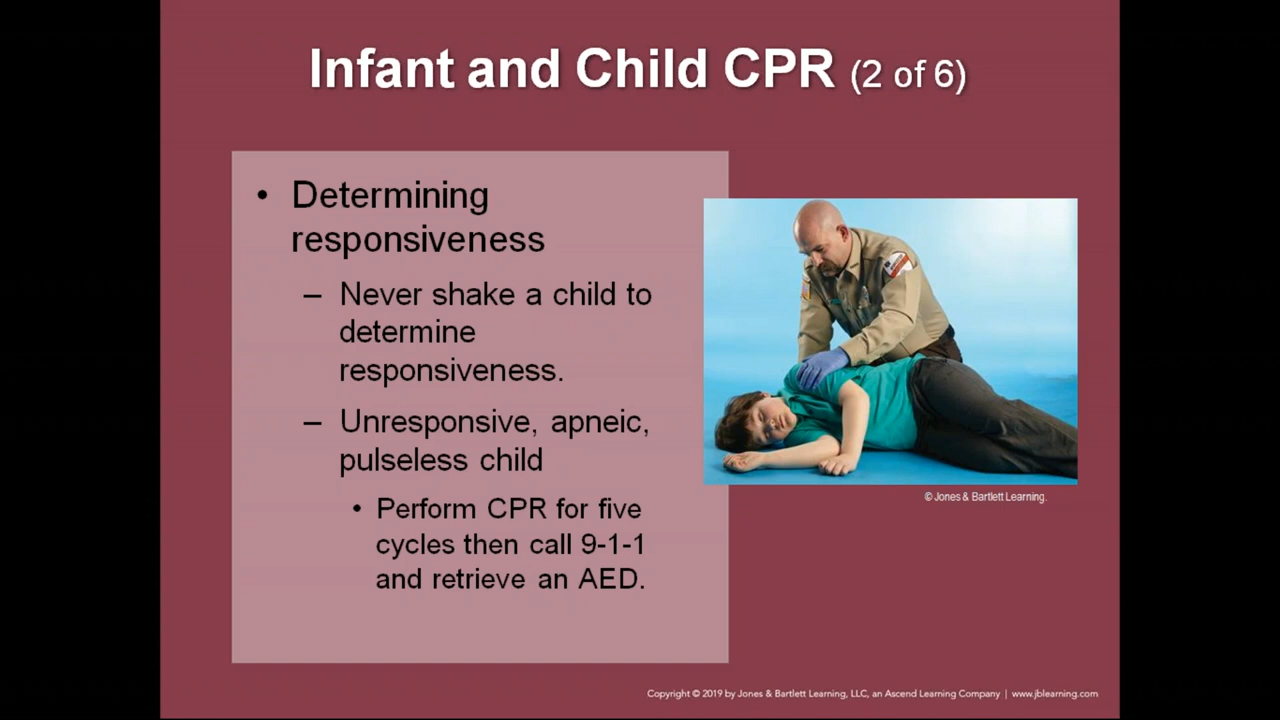 Infant and Child CPR (2 of 6)
• Determining
responsiveness
– Never shake a child to
determine
responsiveness.
– Unresponsive, apneic,
pulseless child
• Perform CPR for five
cycles then call 9-1-1
and retrieve an AED.
© Jones & Bartlett Learning.
Copyright © 2019 by Jones & Bartlett Learning, LLC, an Ascend Learning Company | www.jblearning.com